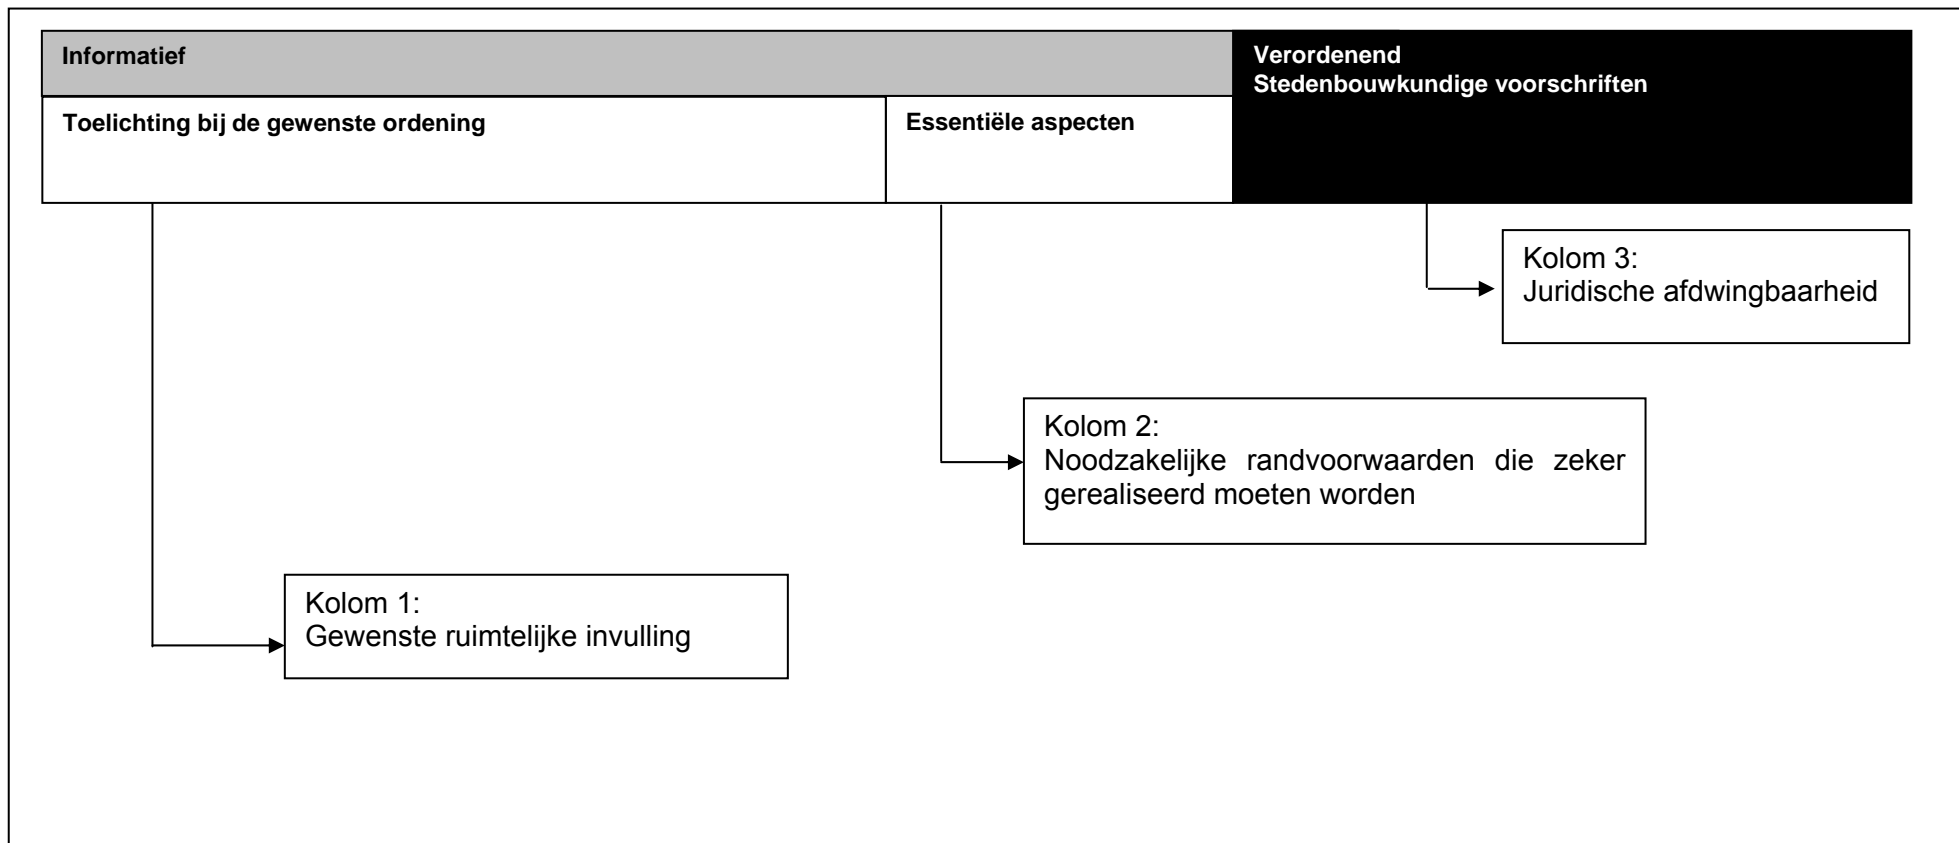 Informatief
Verordenend
Stedenbouwkundige voorschriften
Toelichting bij de gewenste ordening
Essentiële aspecten
Kolom 3:
Juridische afdwingbaarheid
Kolom 2:
Noodzakelijke randvoorwaarden die zeker
gerealiseerd moeten worden
Kolom 1:
Gewenste ruimtelijke invulling